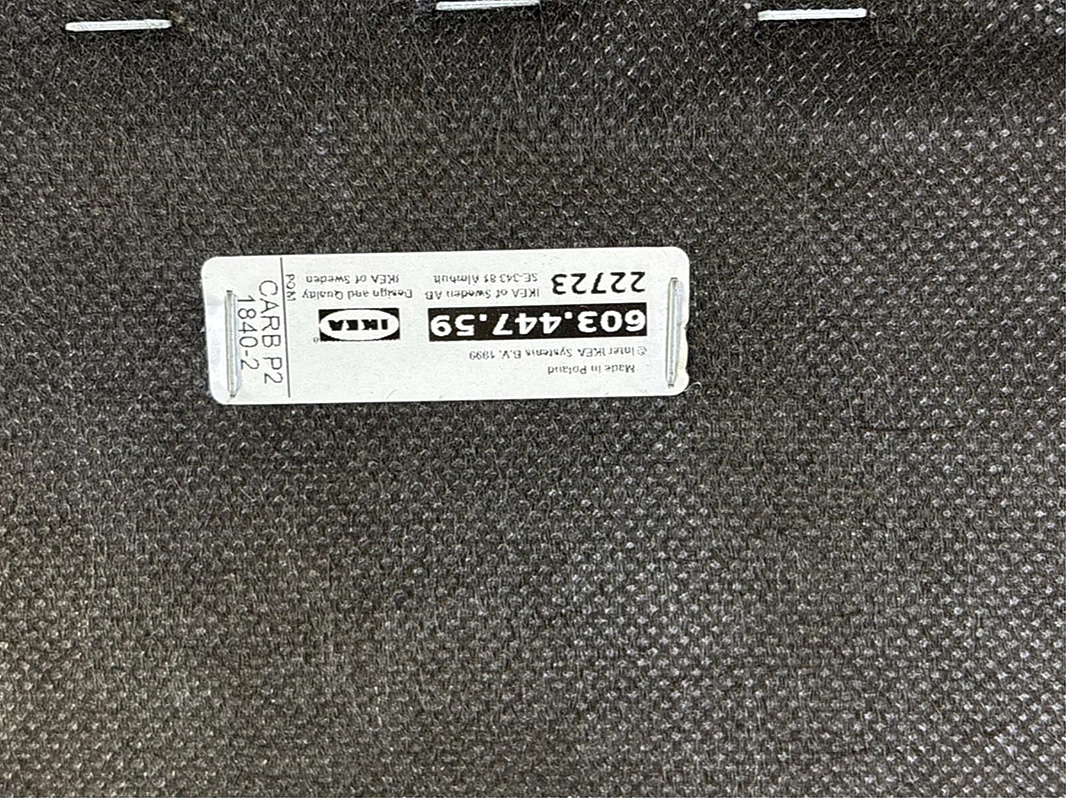 Made in Poland
© Inter IKEA Systems B.V. 1999
603.447.59
IKEA®
22723
IKEA of Sweden AB
SE-343 81 Älmhult
Design and Quality
IKEA of Sweden
PQM
CARB P2
1840-2